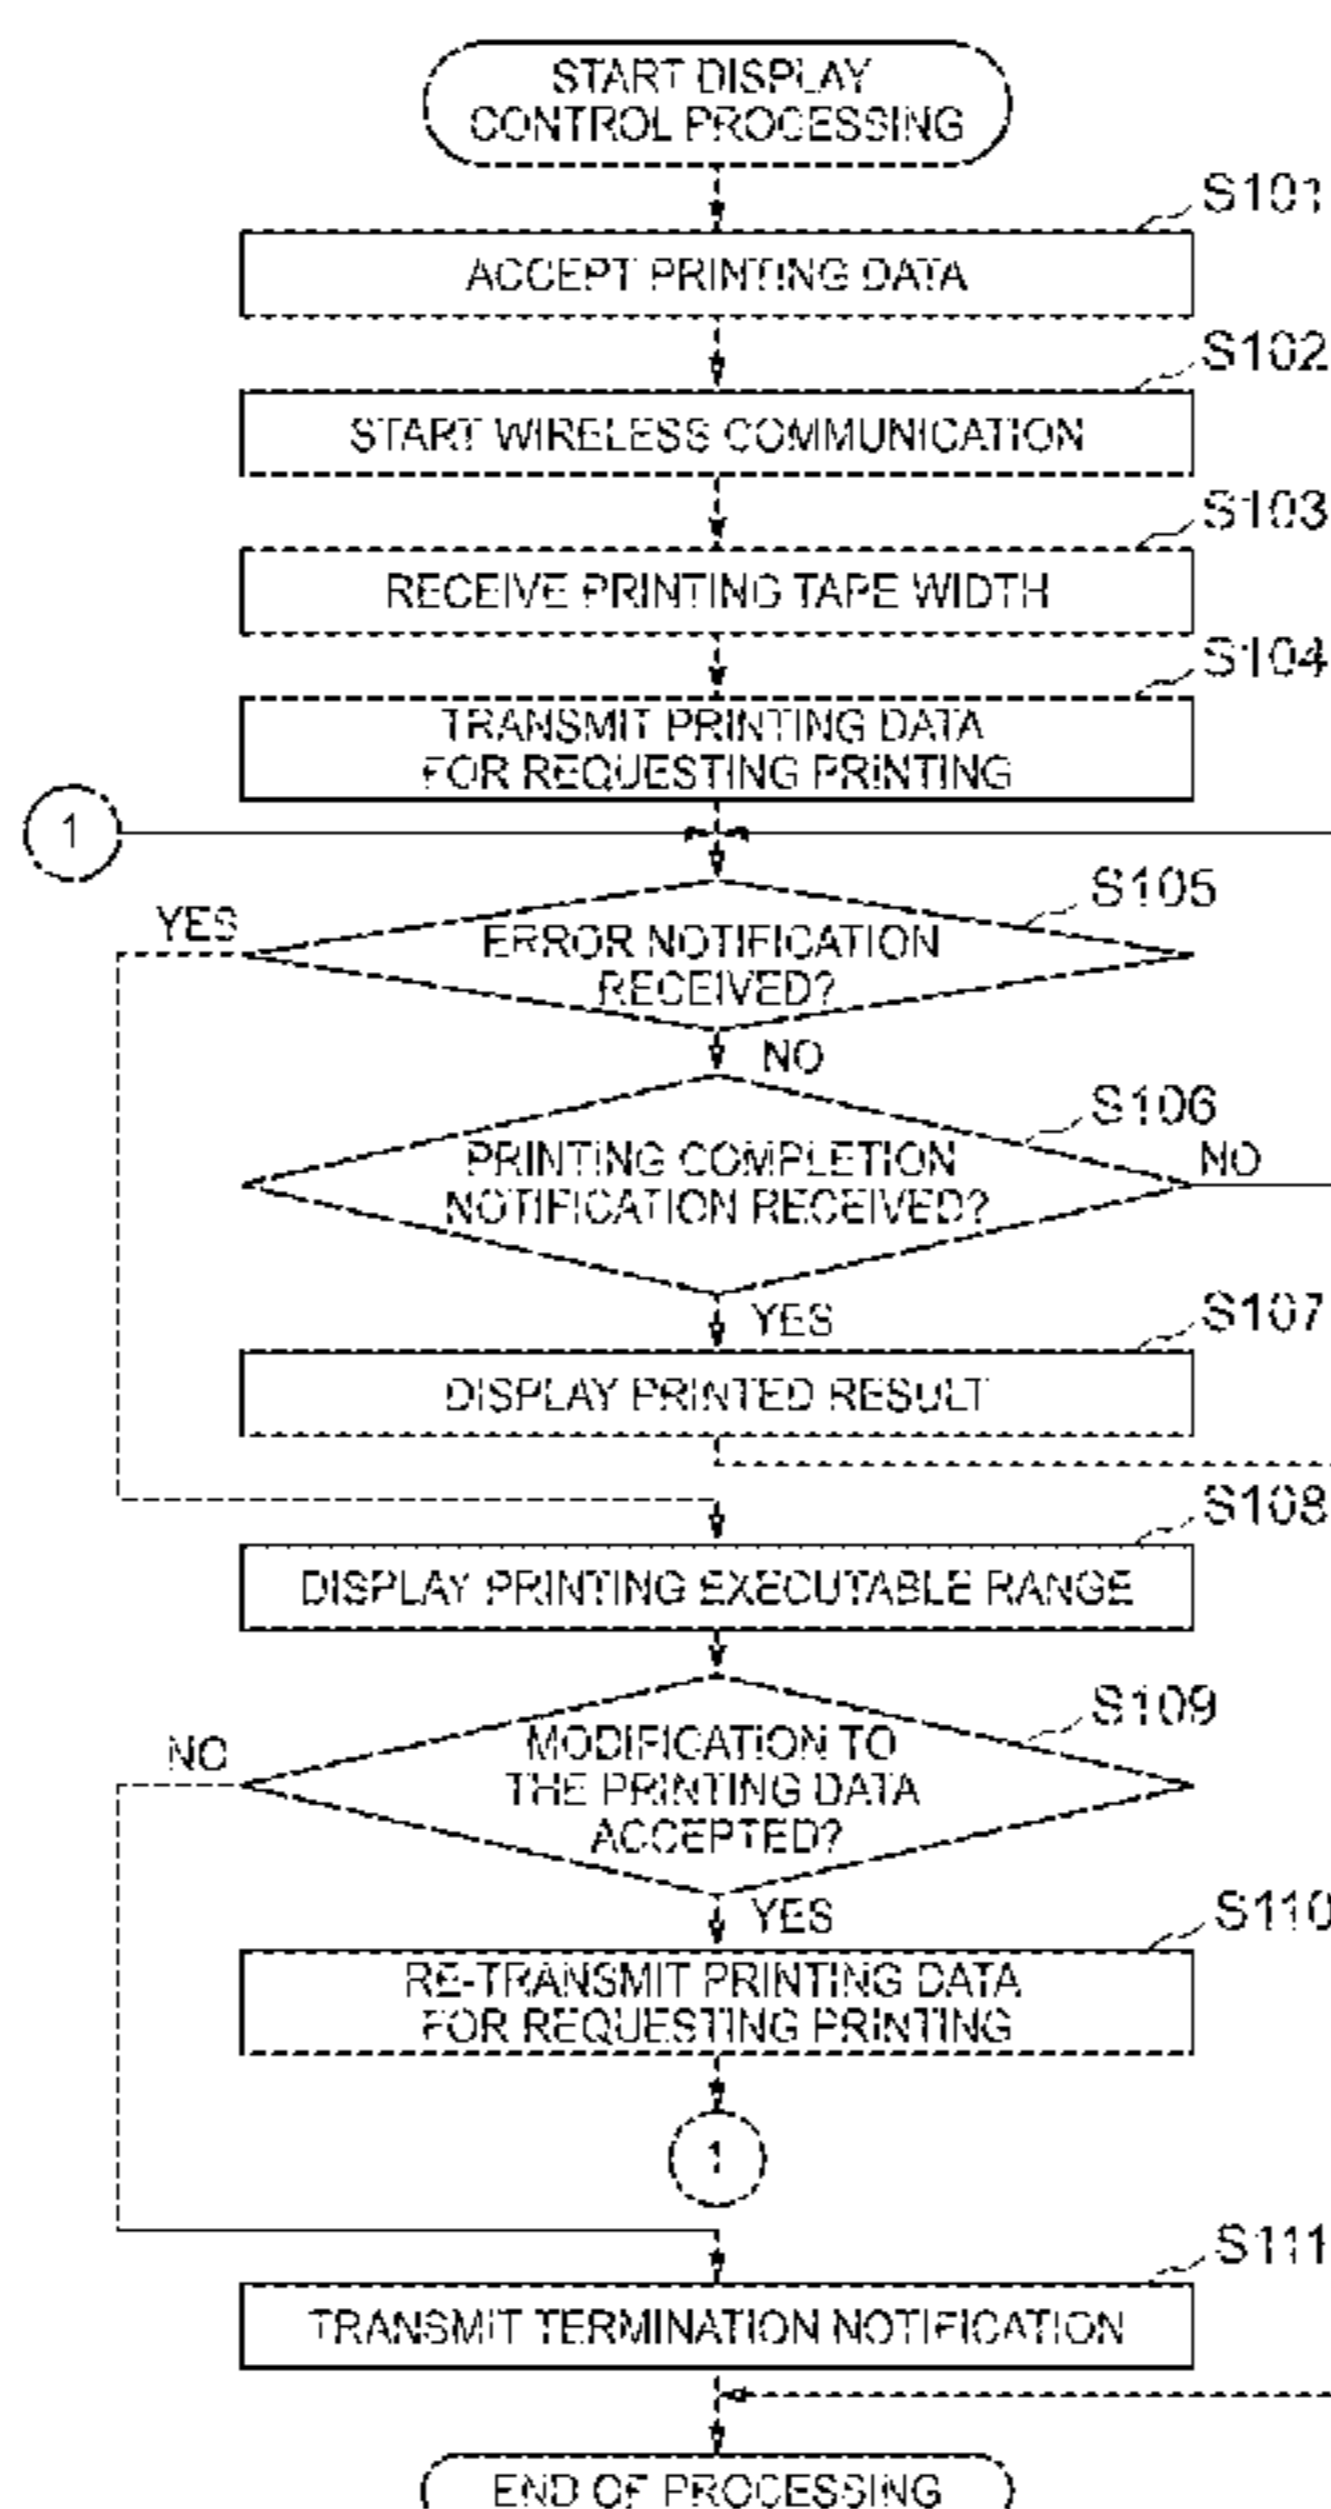 START DISPLAY
CONTROL PROCESSING
S101
ACCEPT PRINTING DATA
S102
START WIRELESS COMMUNICATION
S103
RECEIVE PRINTING TAPE WIDTH
S104
TRANSMIT PRINTING DATA
FOR REQUESTING PRINTING
1
S105
YES
ERROR NOTIFICATION
RECEIVED?
NO
S106
PRINTING COMPLETION
NOTIFICATION RECEIVED?
NO
YES
S107
DISPLAY PRINTED RESULT
S108
DISPLAY PRINTING EXECUTABLE RANGE
S109
NO
MODIFICATION TO
THE PRINTING DATA
ACCEPTED?
YES
S110
RE-TRANSMIT PRINTING DATA
FOR REQUESTING PRINTING
1
S111
TRANSMIT TERMINATION NOTIFICATION
END OF PROCESSING